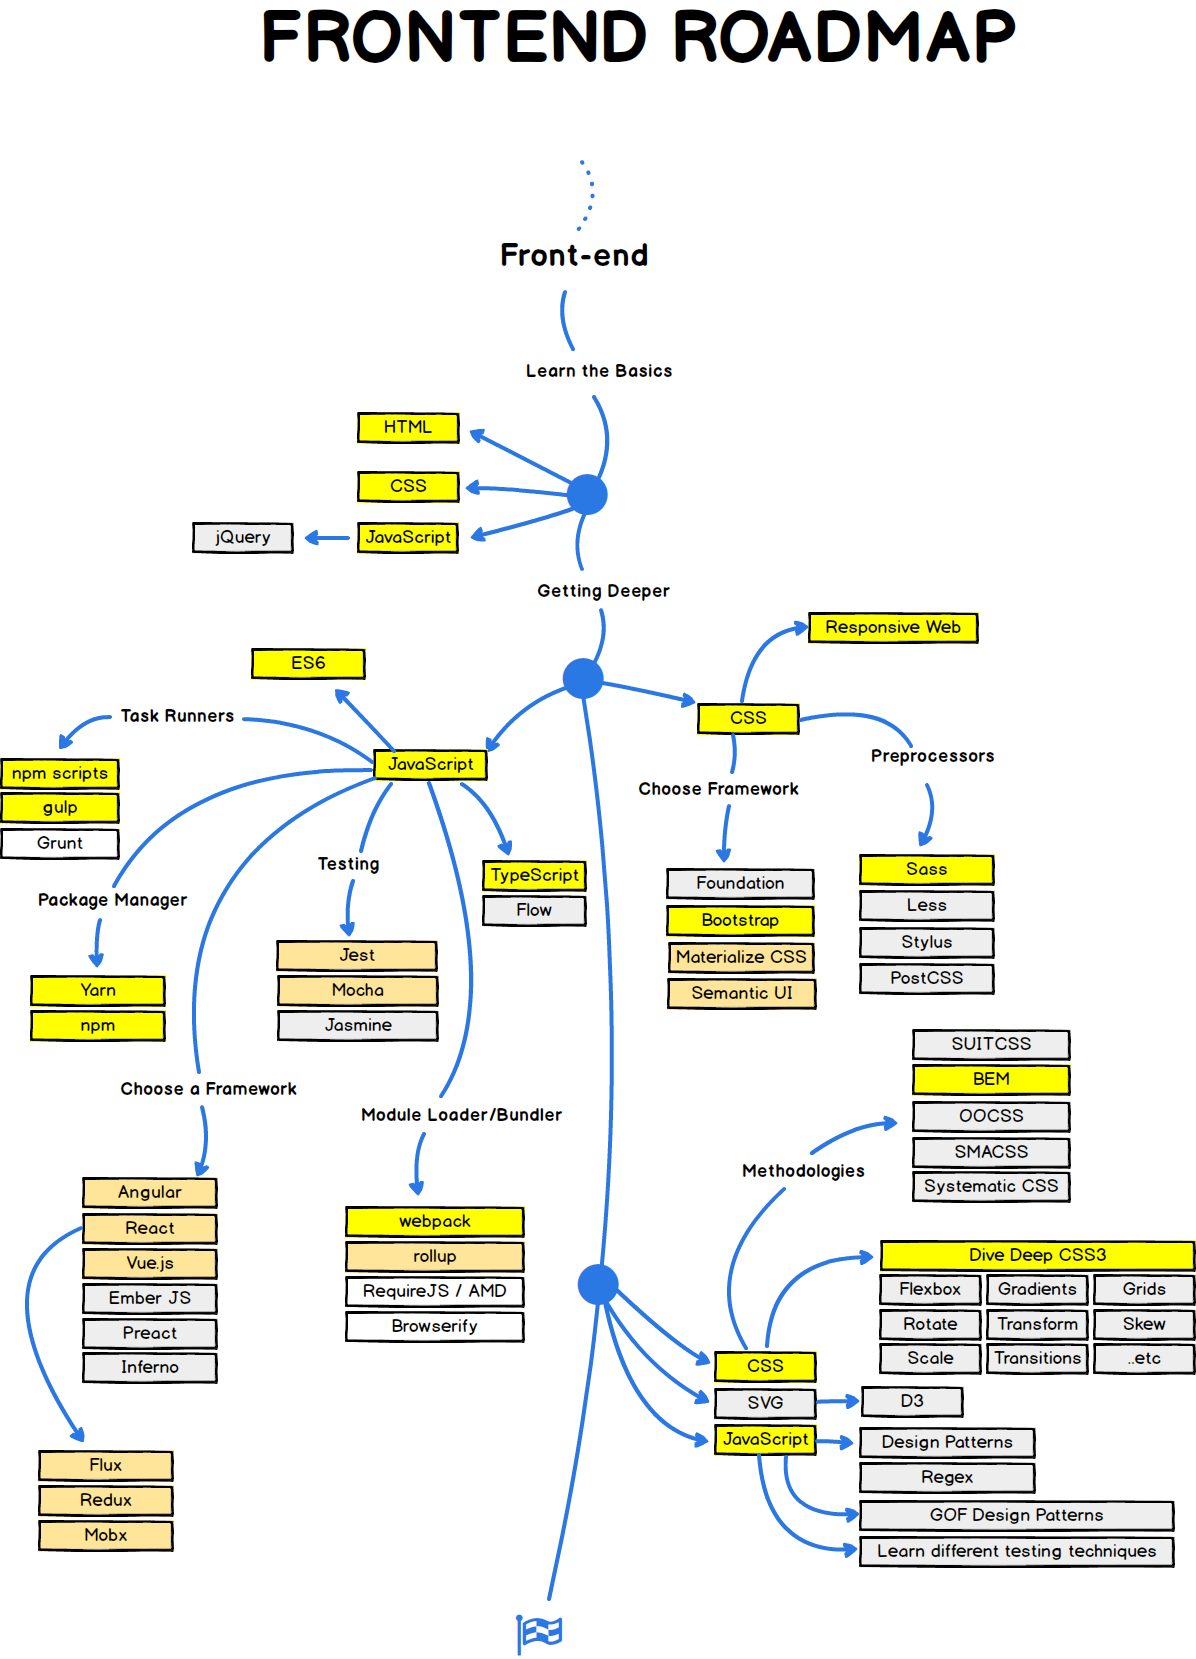 FRONTEND ROADMAP
Front-end
Learn the Basics
HTML
CSS
JavaScript
jQuery
Getting Deeper
Responsive Web
ES6
CSS
Task Runners
JavaScript
Preprocessors
npm scripts
gulp
Grunt
Choose Framework
Testing
TypeScript
Flow
Foundation
Bootstrap
Materialize CSS
Semantic UI
Sass
Less
Stylus
PostCSS
Package Manager
Yarn
npm
Jest
Mocha
Jasmine
SUITCSS
BEM
OOCSS
SMACSS
Systematic CSS
Choose a Framework
Module Loader/Bundler
Methodologies
Angular
React
Vue.js
Ember JS
Preact
Inferno
webpack
rollup
RequireJS / AMD
Browserify
Dive Deep CSS3
Flexbox Gradients Grids
Rotate Transform Skew
Scale Transitions ..etc
CSS
SVG
JavaScript
D3
Design Patterns
Regex
GOF Design Patterns
Learn different testing techniques
Flux
Redux
Mobx